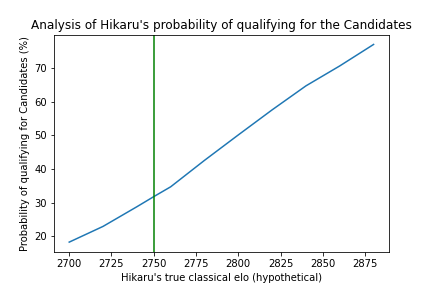 Analysis of Hikaru's probability of qualifying for the Candidates
Probability of qualifying for Candidates (%)
70
60
50
40
30
20
2700 2725 2750 2775 2800 2825 2850 2875
Hikaru's true classical elo (hypothetical)